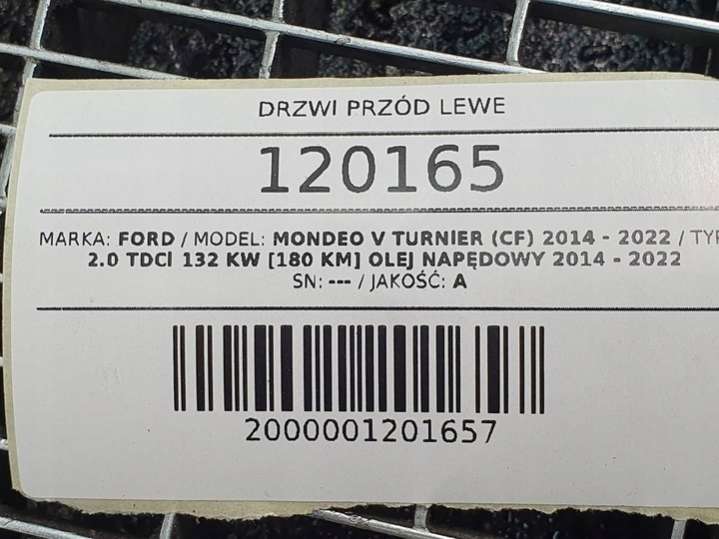 DRZWI PRZÓD LEWE
120165
MARKA: FORD / MODEL: MONDEO V TURNIER (CF) 2014 - 2022 / TYP
2.0 TDCI 132 KW [180 KM] OLEJ NAPĘDOWY 2014 - 2022
SN: --- / JAKOŚĆ: A
2000001201657